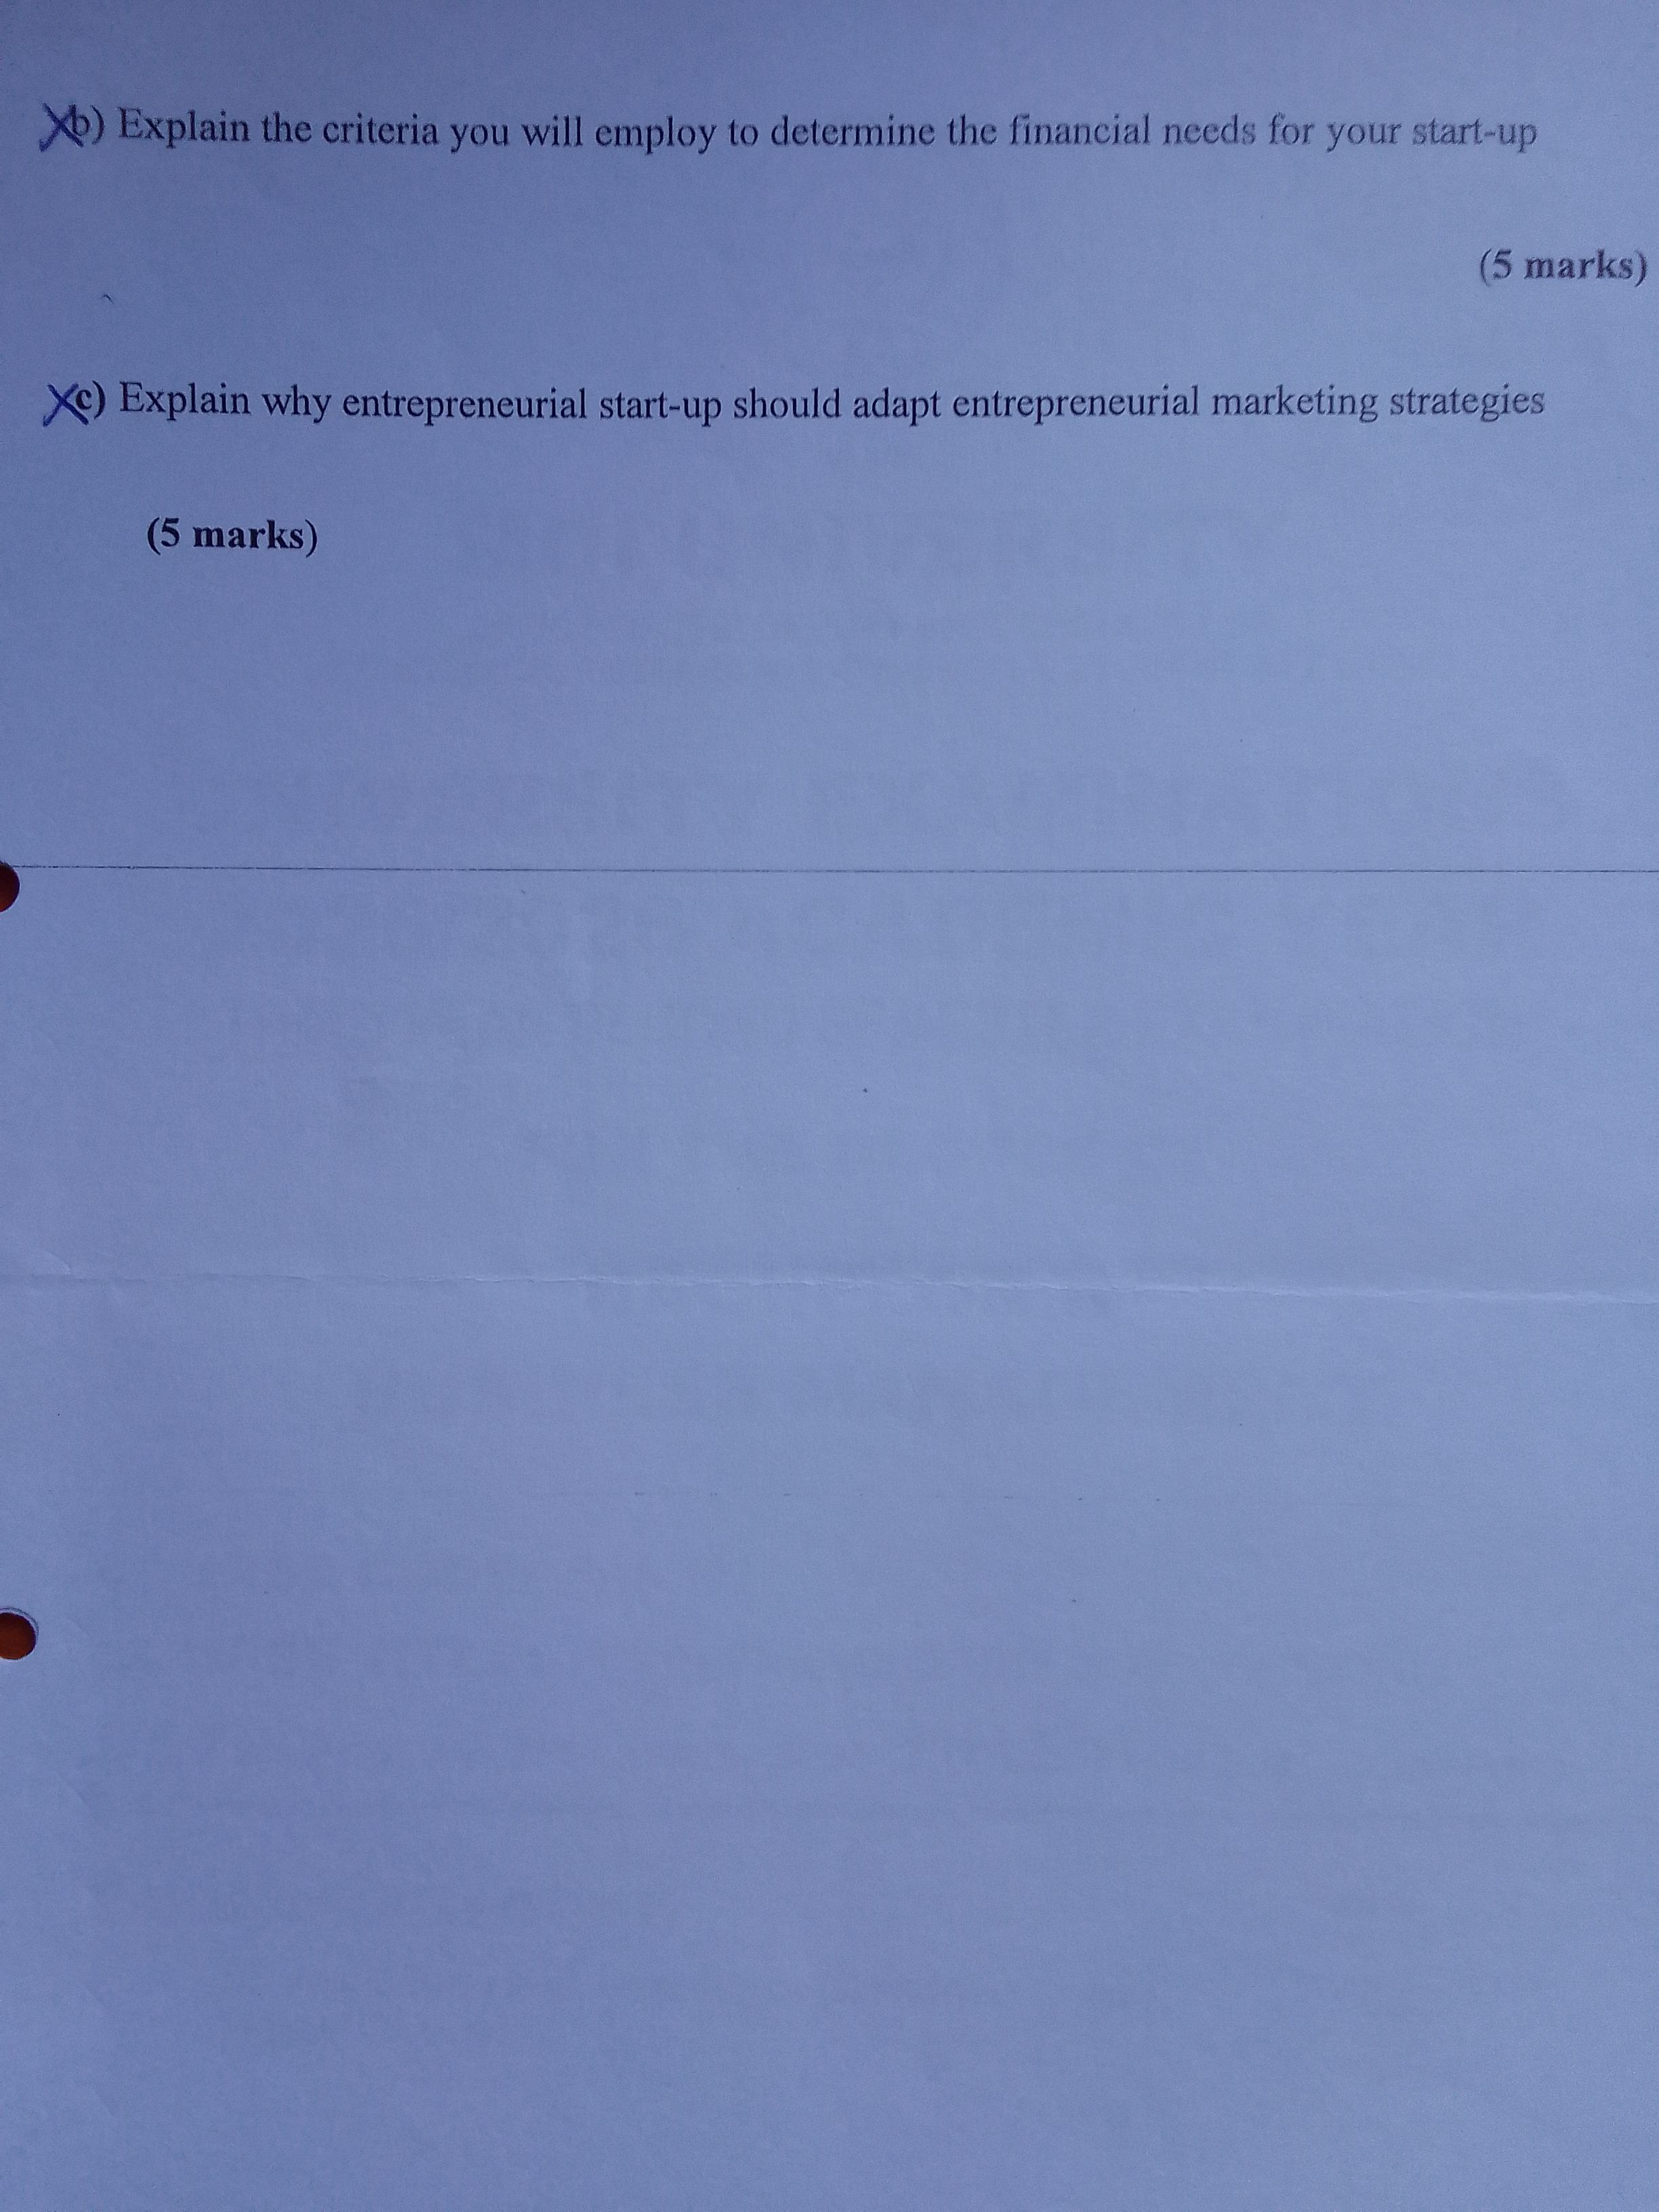 b) Explain the criteria you will employ to determine the financial needs for your start-up
(5 marks)
c) Explain why entrepreneurial start-up should adapt entrepreneurial marketing strategies
(5 marks)